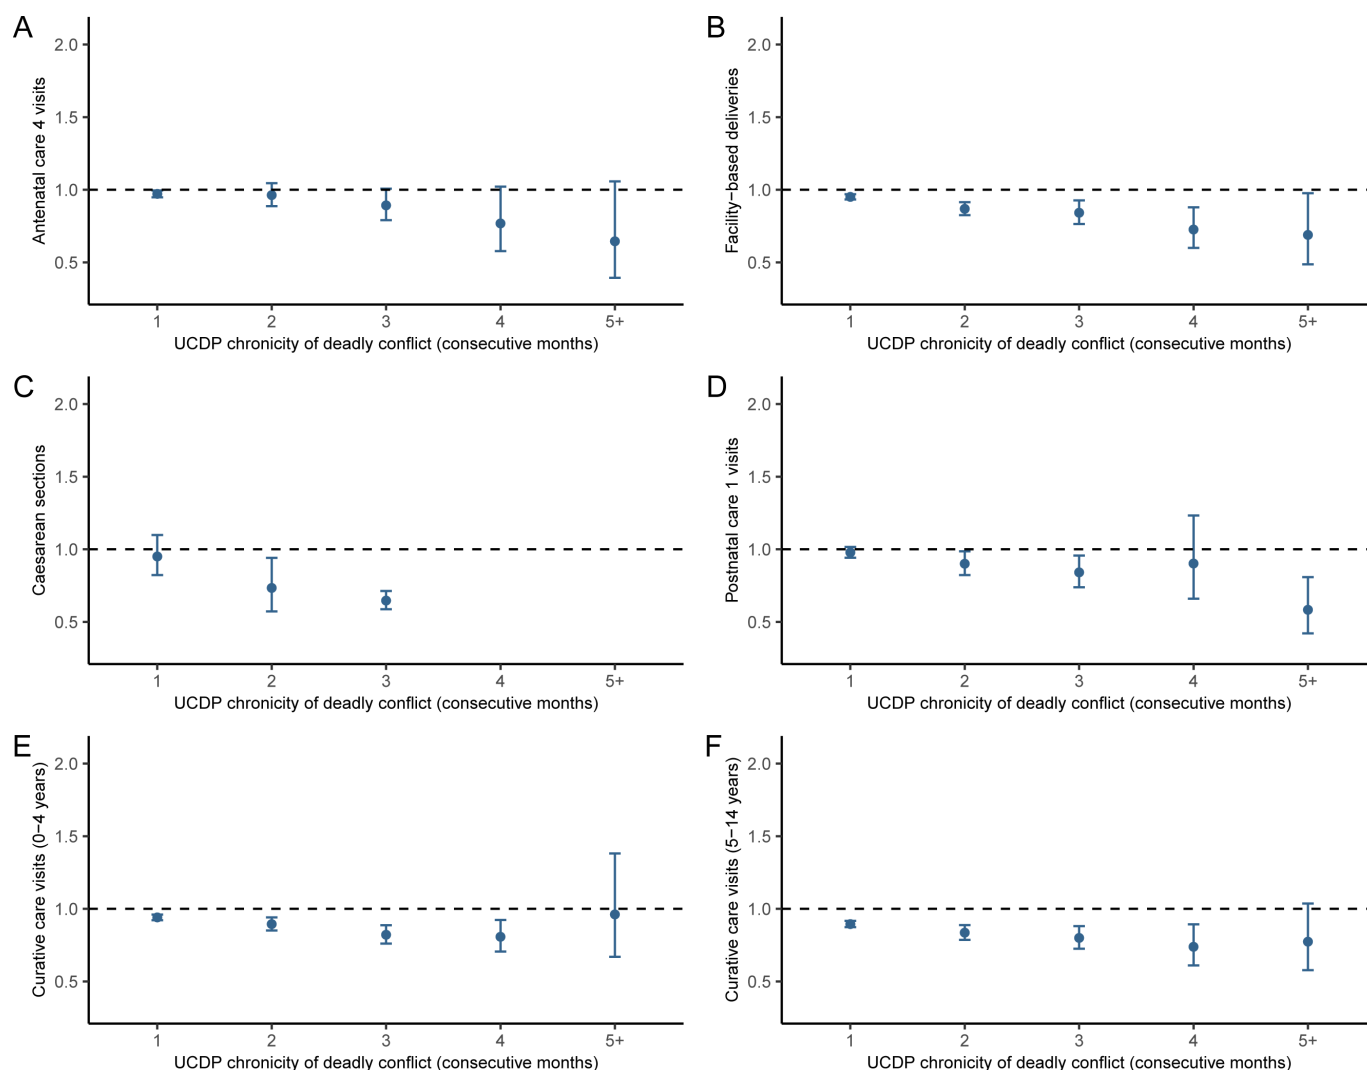 A
Antenatal care 4 visits
2.0
1.5
1.0
0.5
1 2 3 4 5+
UCDP chronicity of deadly conflict (consecutive months)
B
Facility−based deliveries
2.0
1.5
1.0
0.5
1 2 3 4 5+
UCDP chronicity of deadly conflict (consecutive months)
C
Caesarean sections
2.0
1.5
1.0
0.5
1 2 3 4 5+
UCDP chronicity of deadly conflict (consecutive months)
D
Postnatal care 1 visits
2.0
1.5
1.0
0.5
1 2 3 4 5+
UCDP chronicity of deadly conflict (consecutive months)
E
Curative care visits (0−4 years)
2.0
1.5
1.0
0.5
1 2 3 4 5+
UCDP chronicity of deadly conflict (consecutive months)
F
Curative care visits (5−14 years)
2.0
1.5
1.0
0.5
1 2 3 4 5+
UCDP chronicity of deadly conflict (consecutive months)